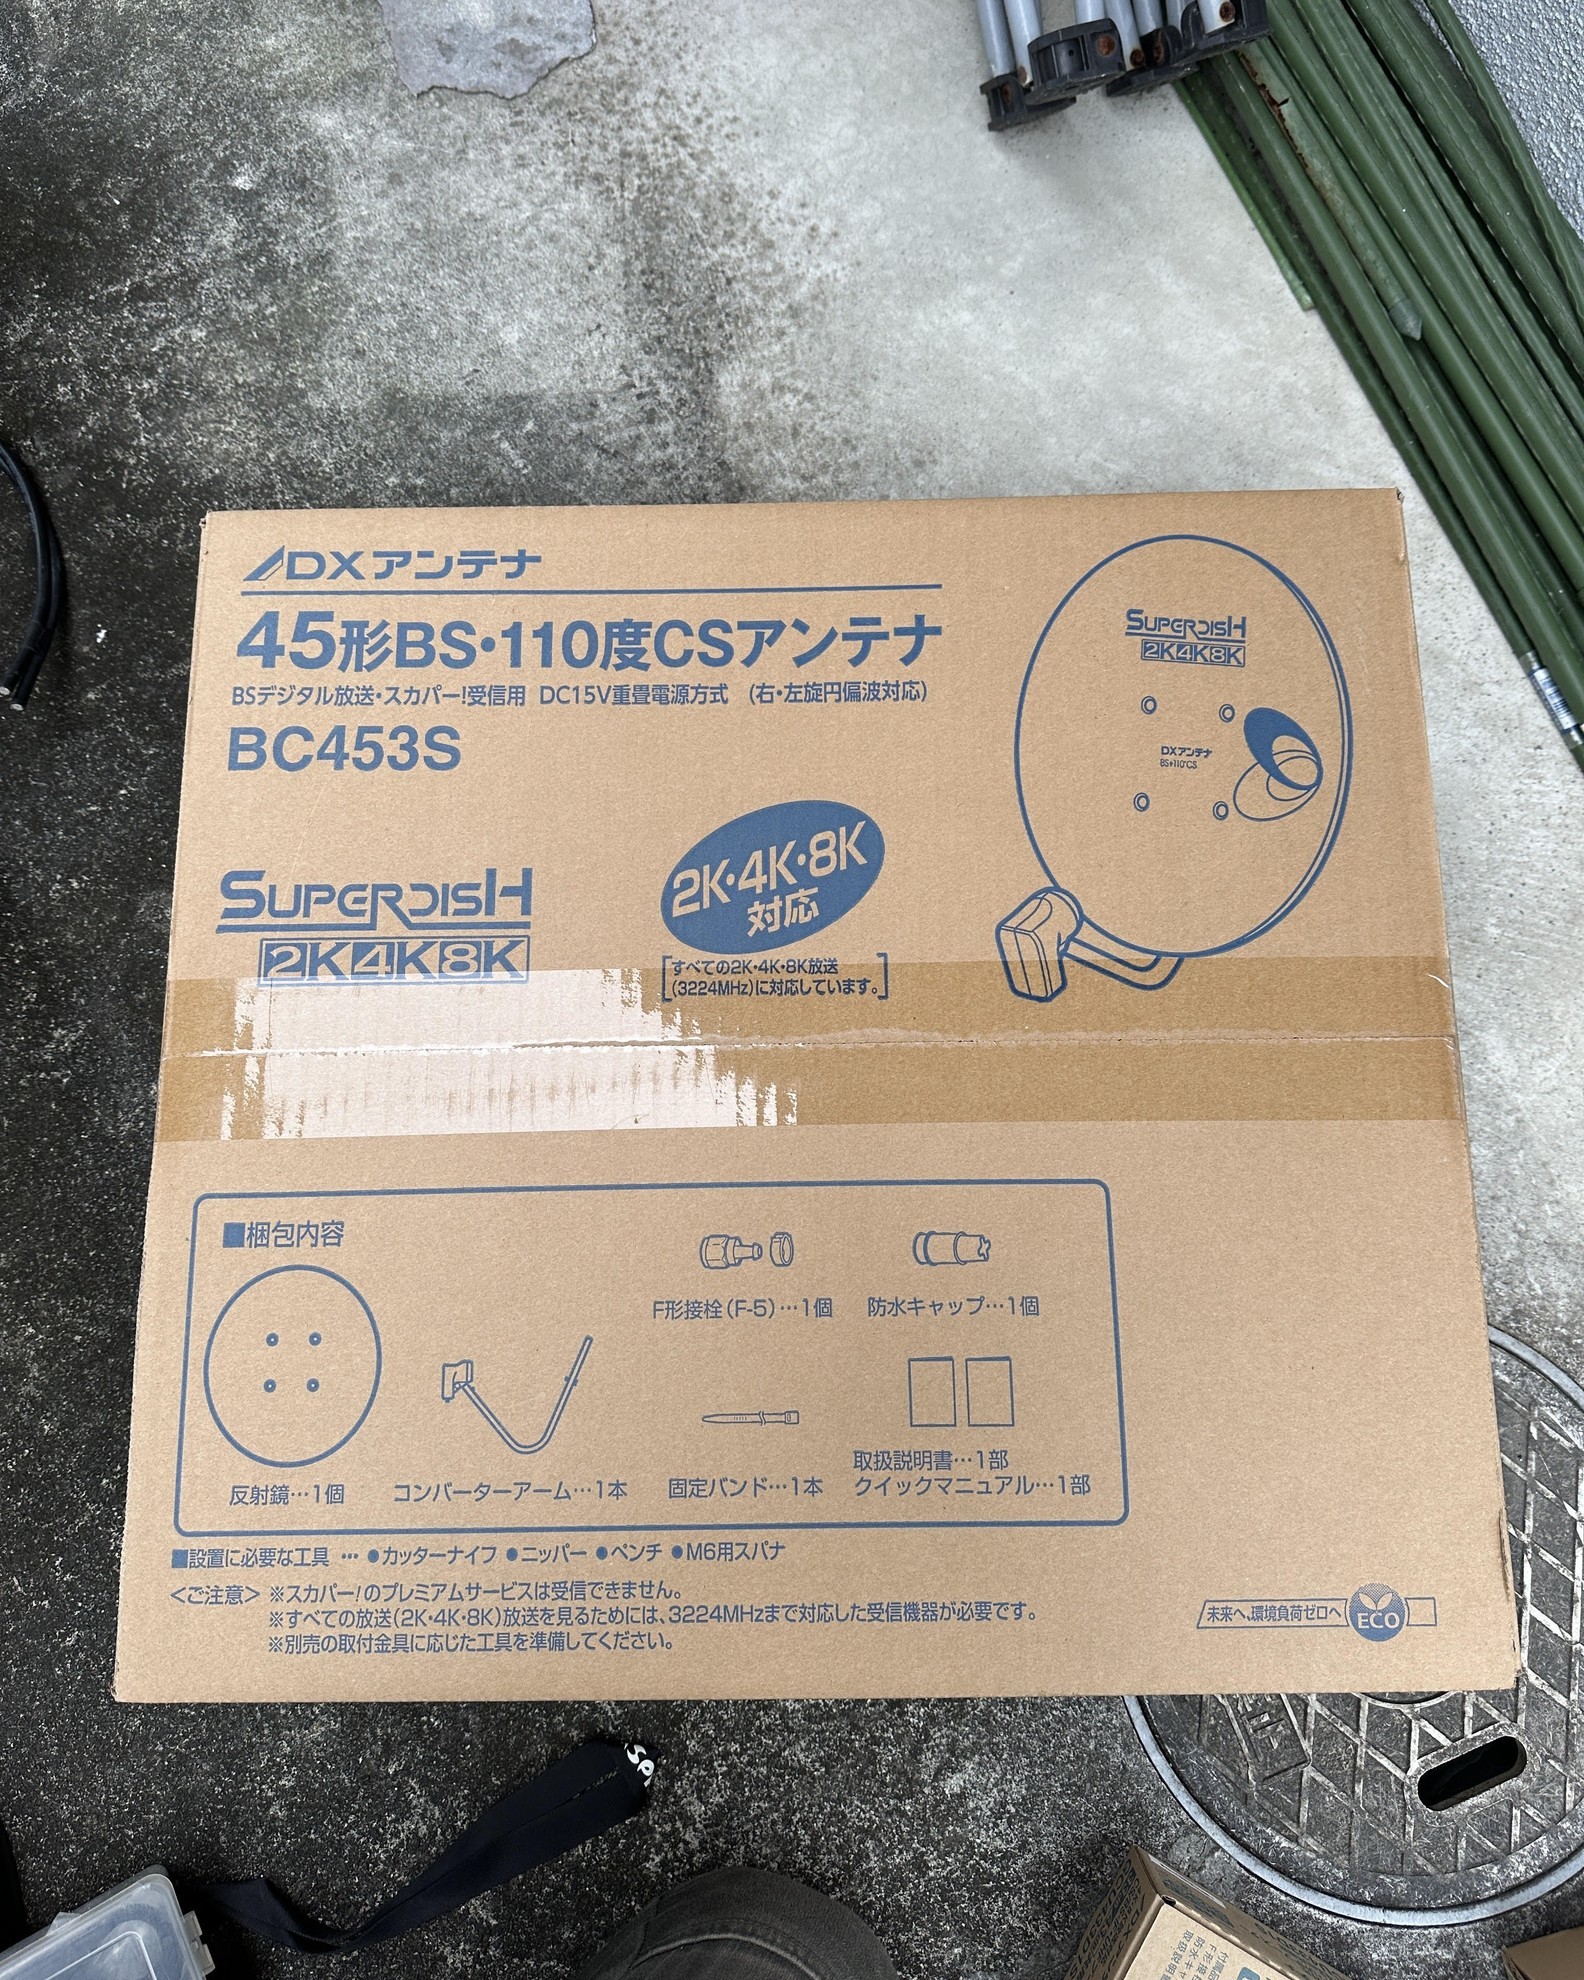 DXアンテナ
45形BS・110度CSアンテナ
BSデジタル放送・スカパー!受信用 DC15V重畳電源方式 (右・左旋円偏波対応)
BC453S
SUPERDISH
2K4K8K
2K・4K・8K
対応
すべての2K・4K・8K放送
(3224MHz)に対応しています。
SUPERDISH
2K4K8K
DXアンテナ
BS・110°CS
■梱包内容
F形接栓(F-5)…1個
防水キャップ…1個
反射鏡…1個
コンバーターアーム…1本
固定バンド…1本
取扱説明書…1部
クイックマニュアル…1部
■設置に必要な工具 … ●カッターナイフ ●ニッパー ●ペンチ ●M6用スパナ
<ご注意> ※スカパー!のプレミアムサービスは受信できません。
※すべての放送(2K・4K・8K)放送を見るためには、3224MHzまで対応した受信機器が必要です。
※別売の取付金具に応じた工具を準備してください。
未来へ、環境負荷ゼロへ
ECO